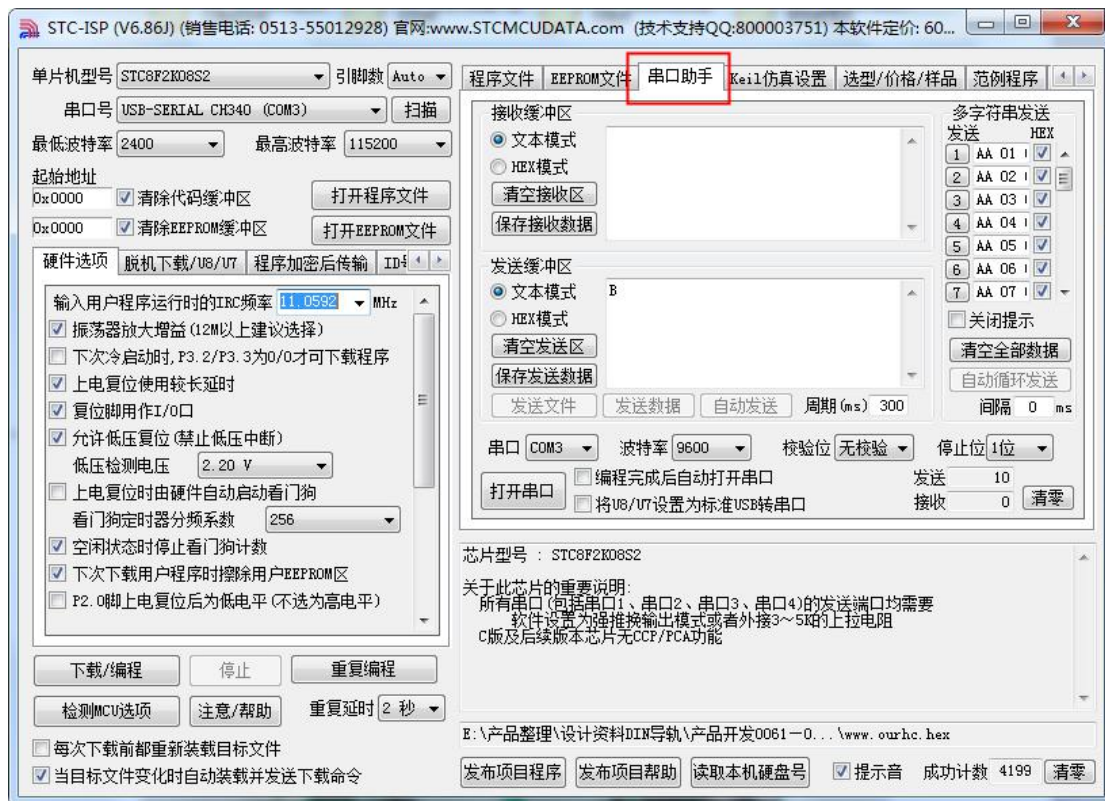 STC-ISP (V6.86J) (销售电话: 0513-55012928) 官网:www.STCMCUDATA.com (技术支持QQ:800003751) 本软件定价: 60...
单片机型号 STC8F2K08S2 引脚数 Auto
串口号 USB-SERIAL CH340 (COM3) 扫描
最低波特率 2400 最高波特率 115200
起始地址
0x0000 清除代码缓冲区 打开程序文件
0x0000 清除EEPROM缓冲区 打开EEPROM文件
硬件选项 脱机下载/U8/U7 程序加密后传输
输入用户程序运行时的IRC频率 11.0592 MHz
振荡器放大增益(12M以上建议选择)
下次冷启动时,P3.2/P3.3为0/0才可下载程序
上电复位使用较长延时
复位脚用作I/O口
允许低压复位(禁止低压中断)
低压检测电压 2.20 V
上电复位时由硬件自动启动看门狗
看门狗定时器分频系数 256
空闲状态时停止看门狗计数
下次下载用户程序时擦除用户EEPROM区
P2.0脚上电复位后为低电平(不选为高电平)
下载/编程 停止 重复编程
检测MCU选项 注意/帮助 重复延时 2 秒
每次下载前都重新装载目标文件
当目标文件变化时自动装载并发送下载命令
程序文件 EEPROM文件 串口助手 Keil仿真设置 选型/价格/样品 范例程序
接收缓冲区
文本模式
HEX模式
清空接收区
保存接收数据
发送缓冲区
文本模式 B
HEX模式
清空发送区
保存发送数据
发送文件 发送数据 自动发送 周期(ms) 300
多字符串发送
发送 HEX
1 AA 01
2 AA 02
3 AA 03
4 AA 04
5 AA 05
6 AA 06
7 AA 07
关闭提示
清空全部数据
自动循环发送
间隔 0 ms
串口 COM3 波特率 9600 校验位 无校验 停止位 1位
打开串口 编程完成后自动打开串口 发送 10
将U8/U7设置为标准USB转串口 接收 0 清零
芯片型号 : STC8F2K08S2
关于此芯片的重要说明:
所有串口(包括串口1、串口2、串口3、串口4)的发送端口均需要
软件设置为强推挽输出模式或者外接3~5K的上拉电阻
C版及后续版本芯片无CCP/PCA功能
E:\产品整理\设计资料DIN导轨\产品开发0061-0...\www.ourhc.hex
发布项目程序 发布项目帮助 读取本机硬盘号 提示音 成功计数 4199 清零